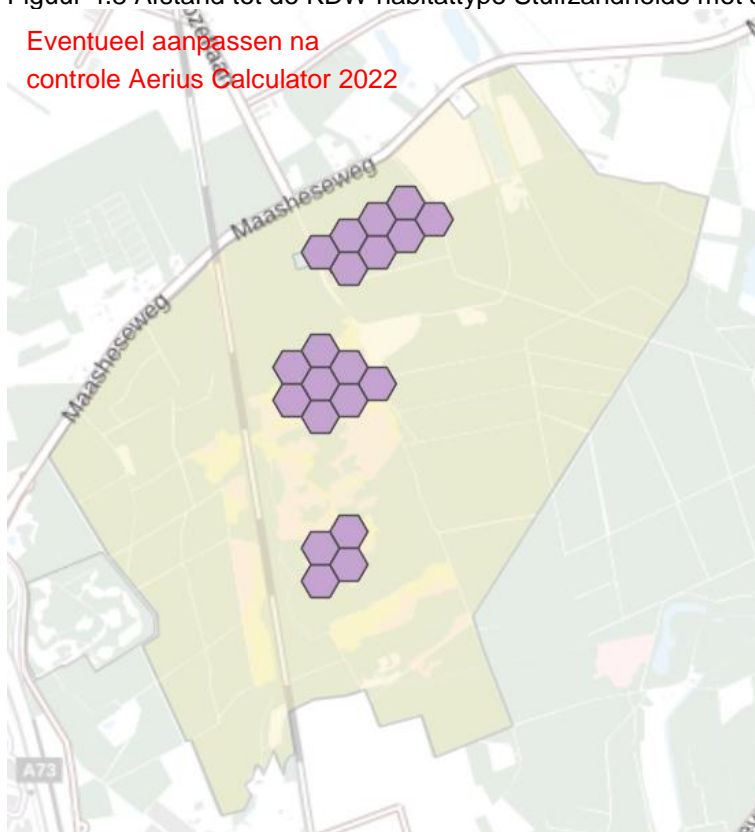 Eventueel aanpassen na
controle Aerius Calculator 2022
Maasheseweg
Maasheseweg
A73